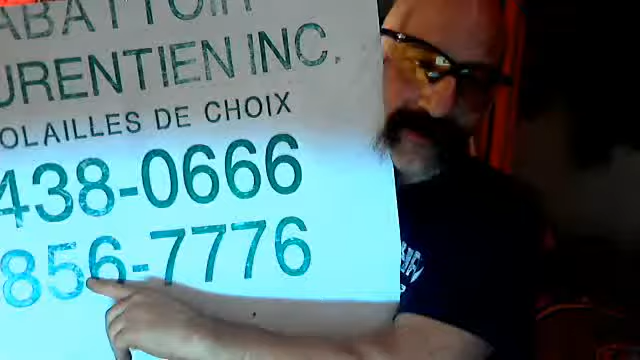 ABATTOIR
URENTIEN INC.
OLAILLES DE CHOIX
438-0666
856-7776